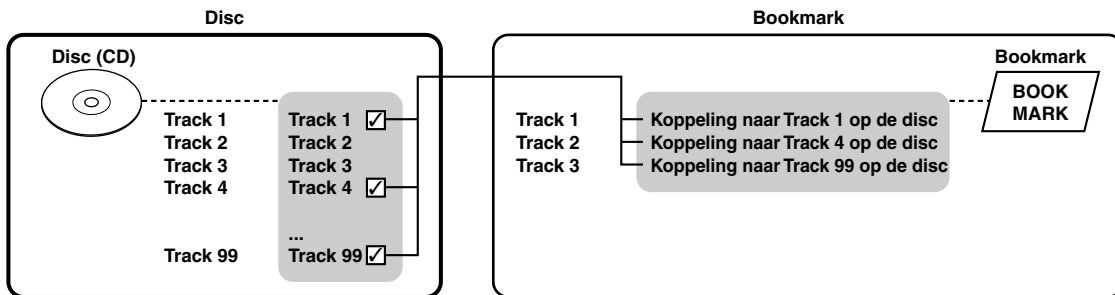 Disc
Disc (CD)
Track 1 Track 1
Track 2 Track 2
Track 3 Track 3
Track 4 Track 4
...
Track 99 Track 99
Bookmark
Bookmark
BOOK
MARK
Track 1 Koppeling naar Track 1 op de disc
Track 2 Koppeling naar Track 4 op de disc
Track 3 Koppeling naar Track 99 op de disc